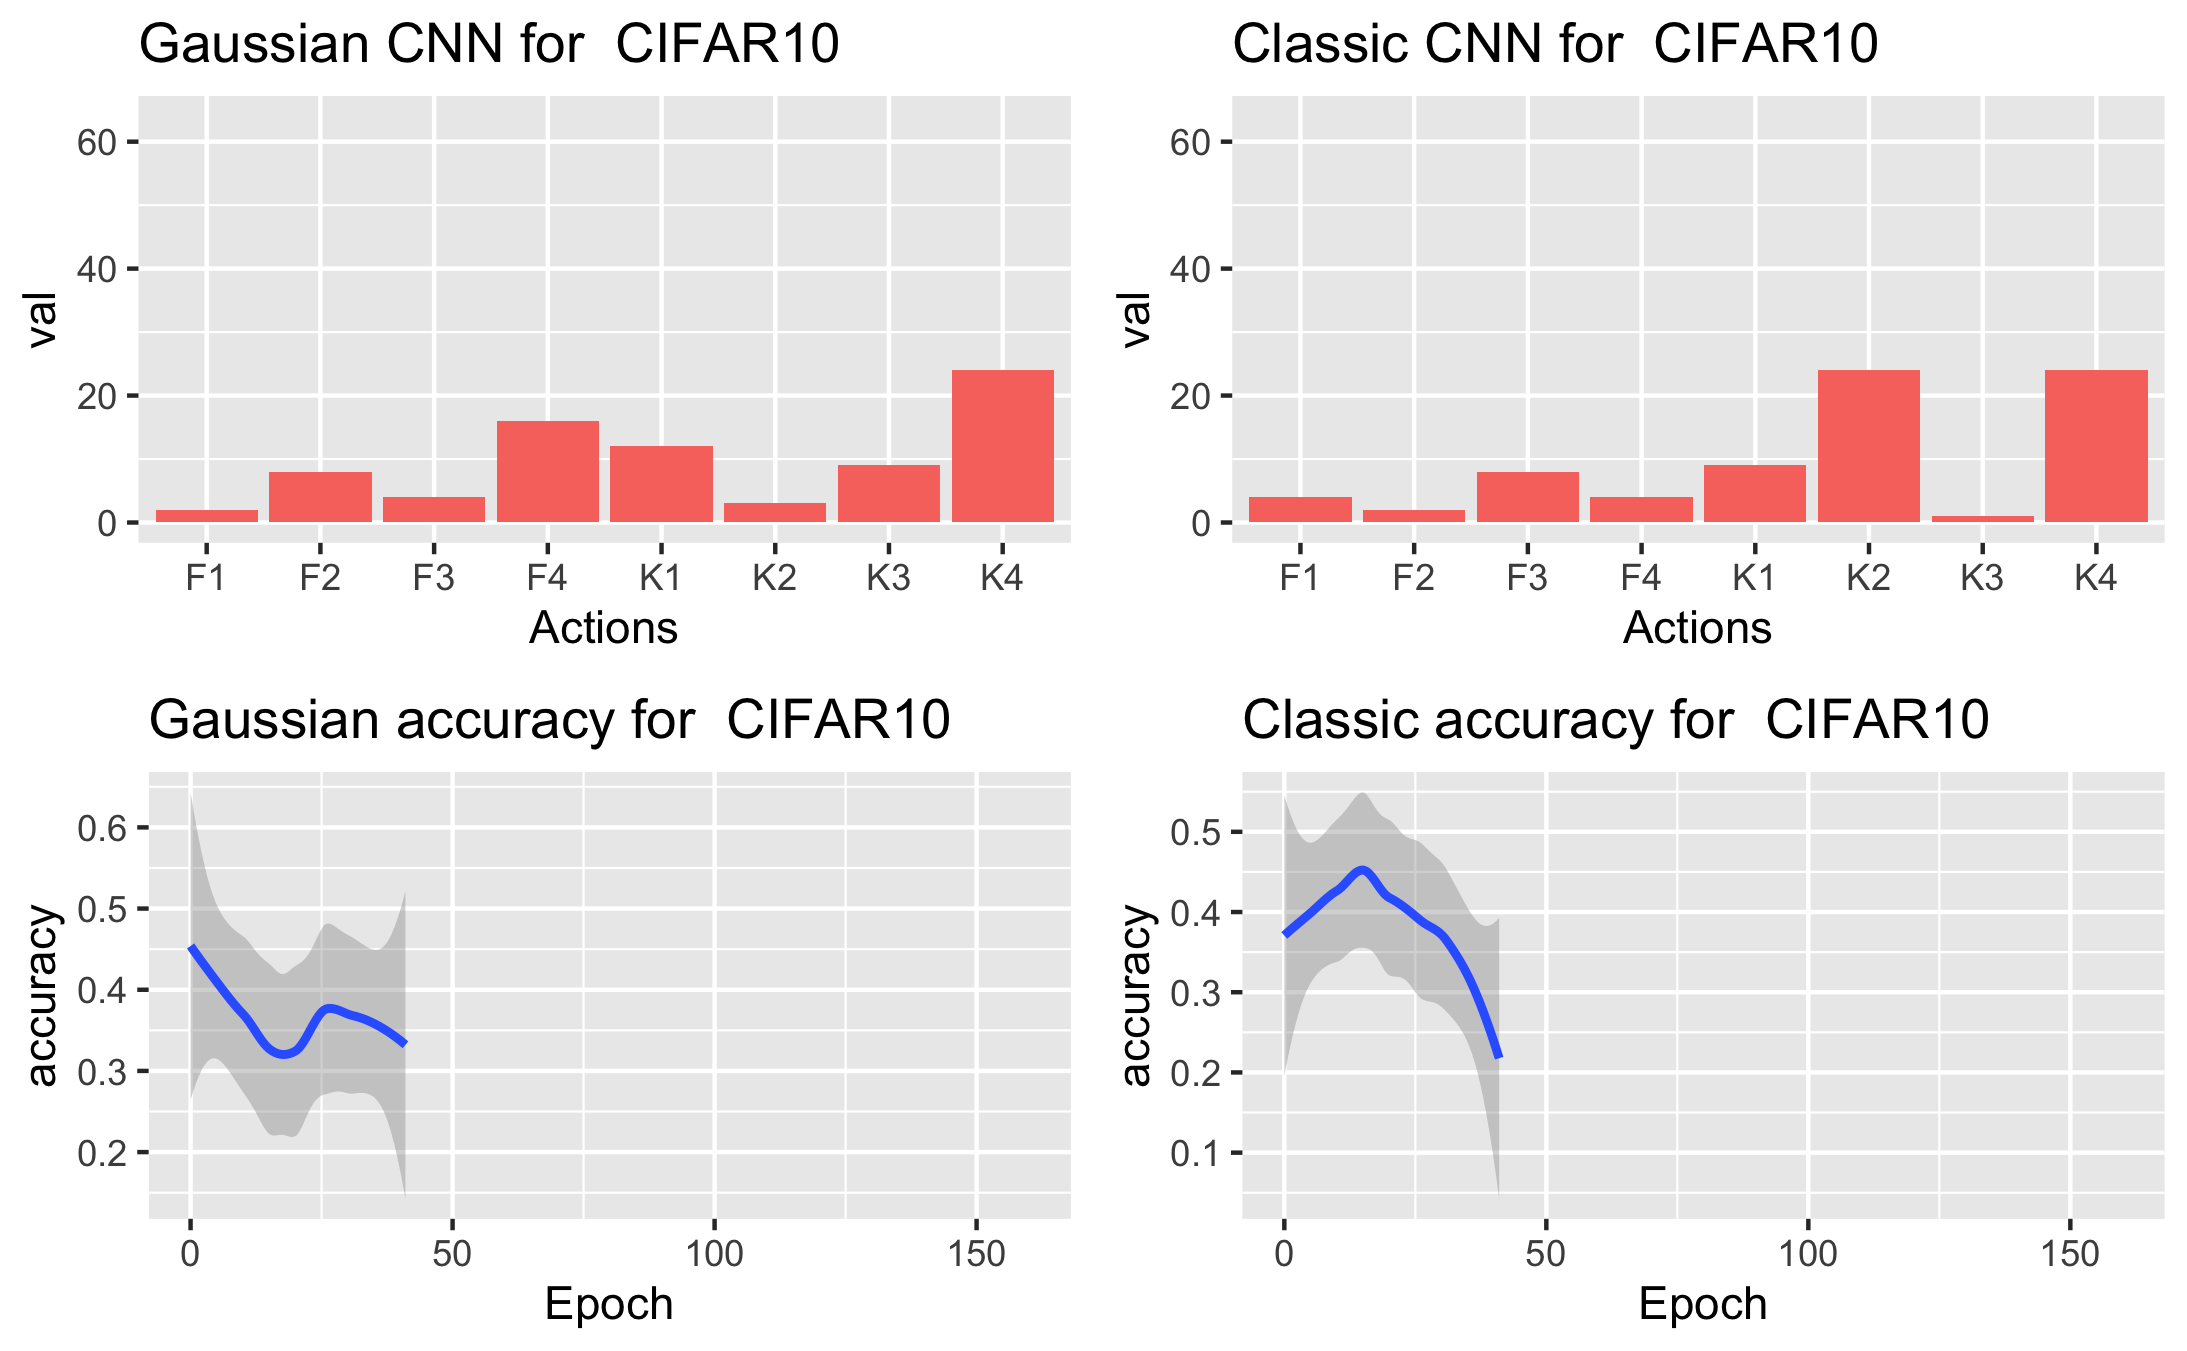 Gaussian CNN for  CIFAR10
60
40
20
0
val
F1 F2 F3 F4 K1 K2 K3 K4
Actions
Classic CNN for  CIFAR10
60
40
20
0
val
F1 F2 F3 F4 K1 K2 K3 K4
Actions
Gaussian accuracy for  CIFAR10
0.6
0.5
0.4
0.3
0.2
accuracy
0 50 100 150
Epoch
Classic accuracy for  CIFAR10
0.5
0.4
0.3
0.2
0.1
accuracy
0 50 100 150
Epoch